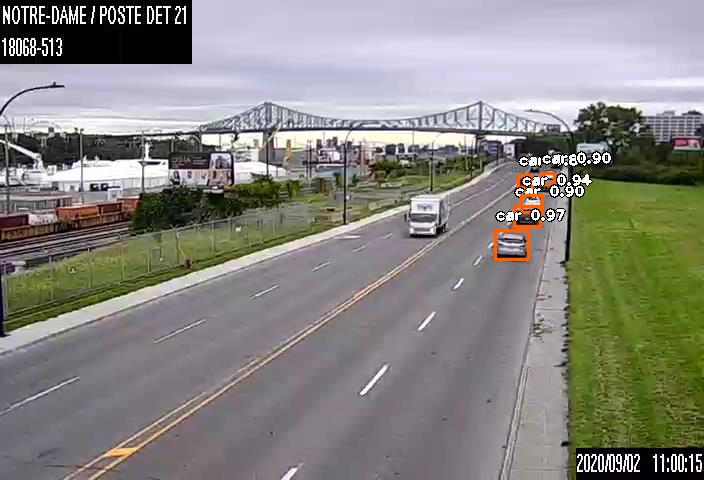 NOTRE-DAME / POSTE DET 21
18068-513
car 0.90
car 0.94
car 0.90
car 0.97
2020/09/02 11:00:15